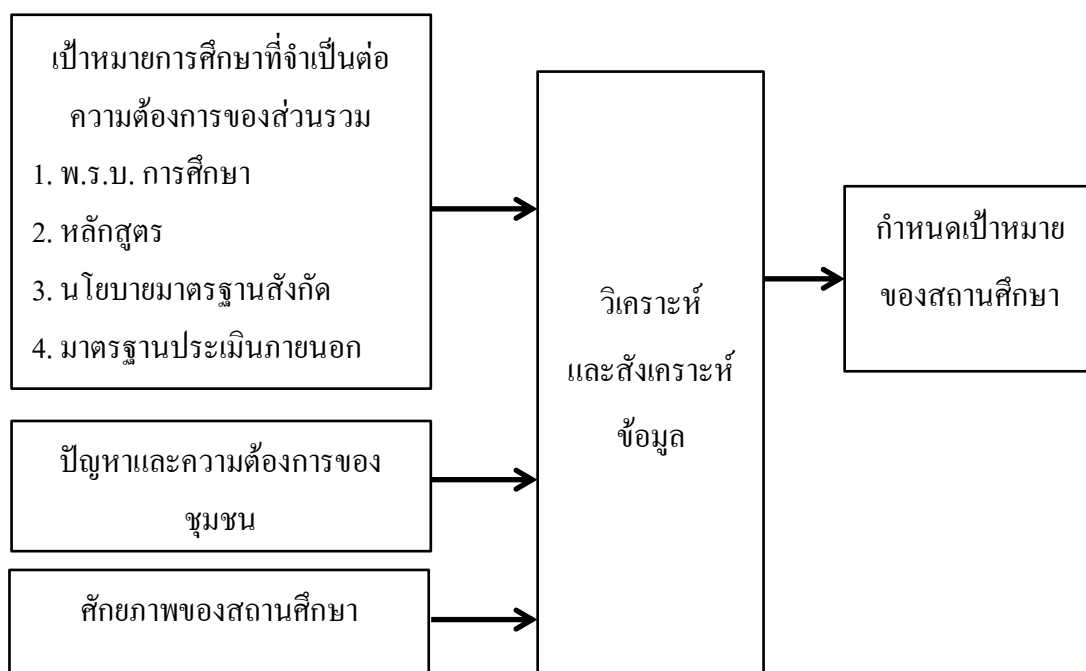 เป้าหมายการศึกษาที่จำเป็นต่อ
ความต้องการของส่วนรวม
1. พ.ร.บ. การศึกษา
2. หลักสูตร
3. นโยบายมาตรฐานสังกัด
4. มาตรฐานประเมินภายนอก
ปัญหาและความต้องการของ
ชุมชน
ศักยภาพของสถานศึกษา
วิเคราะห์
และสังเคราะห์
ข้อมูล
กำหนดเป้าหมาย
ของสถานศึกษา